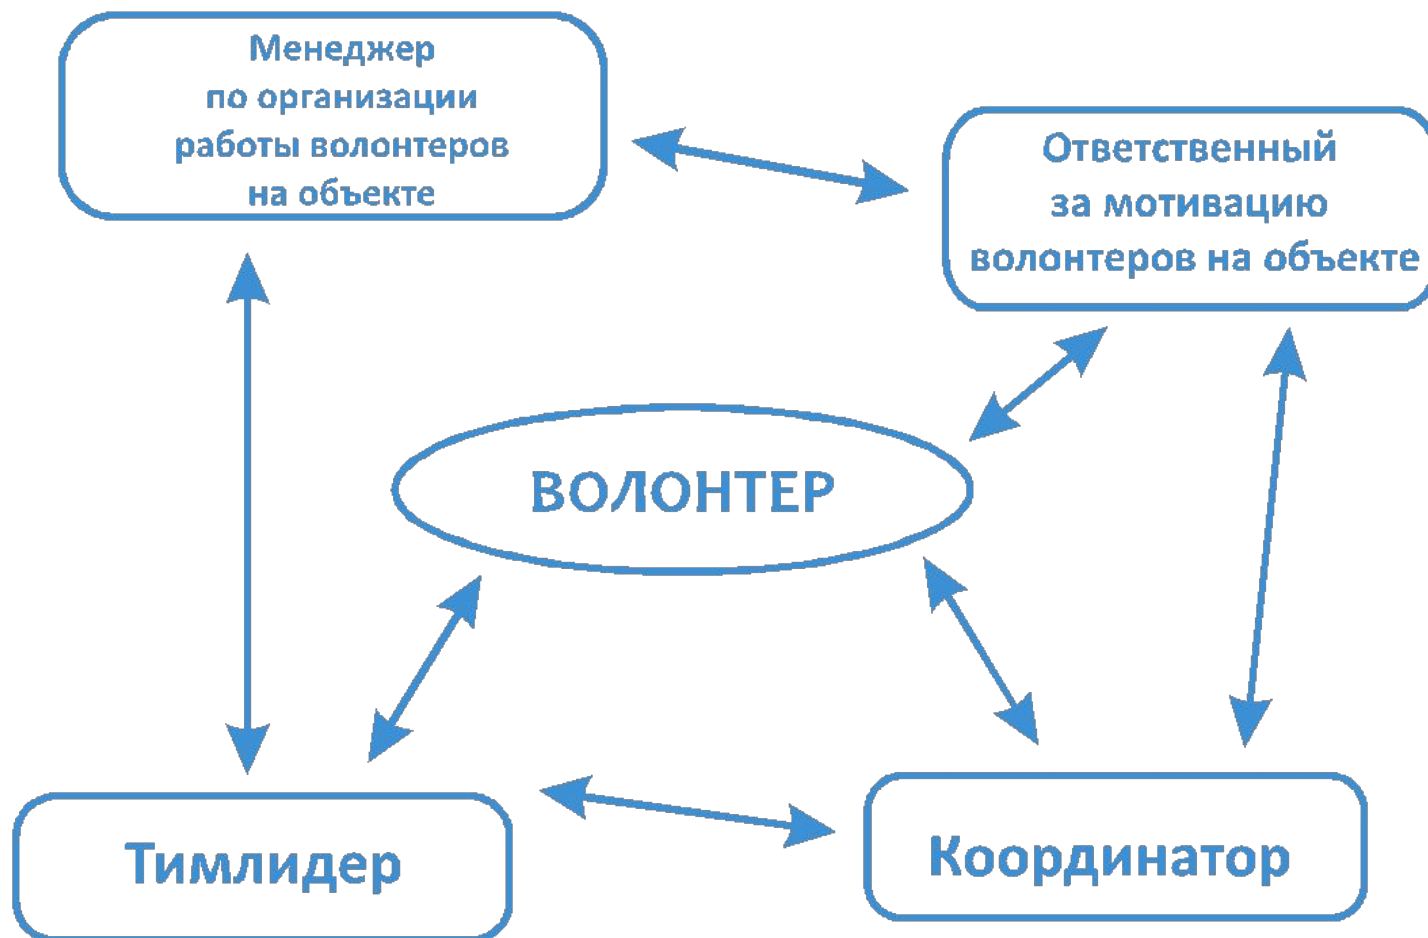 Менеджер
по организации
работы волонтеров
на объекте
Ответственный
за мотивацию
волонтеров на объекте
ВОЛОНТЕР
Тимлидер
Координатор